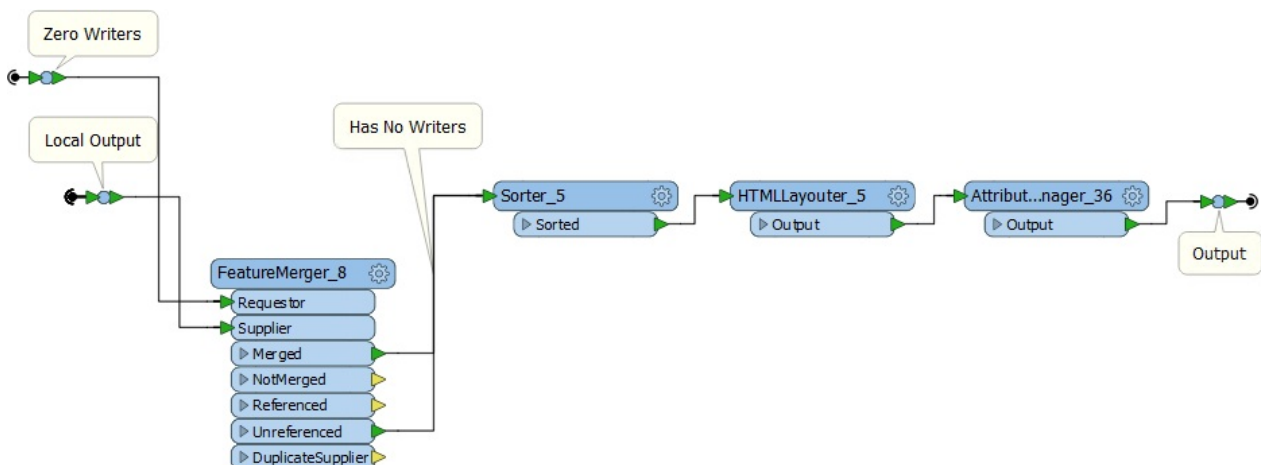 Zero Writers
Local Output
Has No Writers
Sorter_5
Sorted
HTMLLayouter_5
Output
Attribut...nager_36
Output
Output
FeatureMerger_8
Requestor
Supplier
Merged
NotMerged
Referenced
Unreferenced
DuplicateSupplier